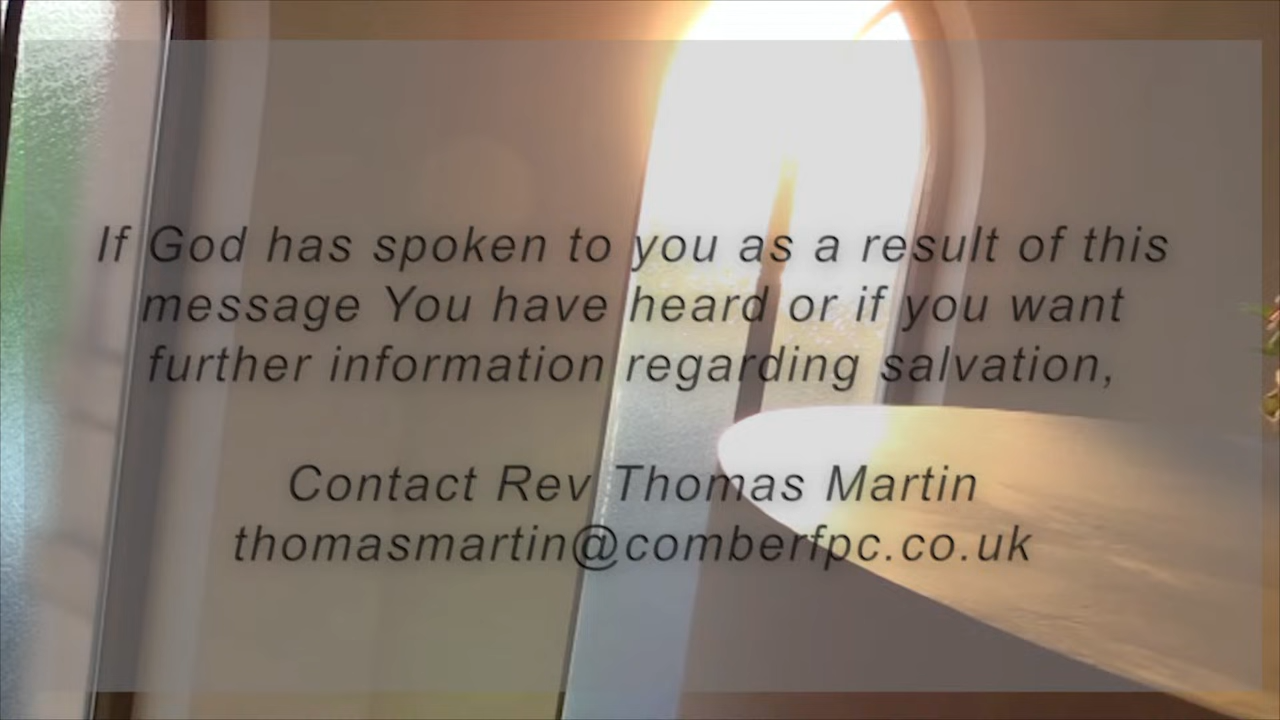 If God has spoken to you as a result of this
message You have heard or if you want
further information regarding salvation,
Contact Rev Thomas Martin
thomasmartin@comberfpc.co.uk